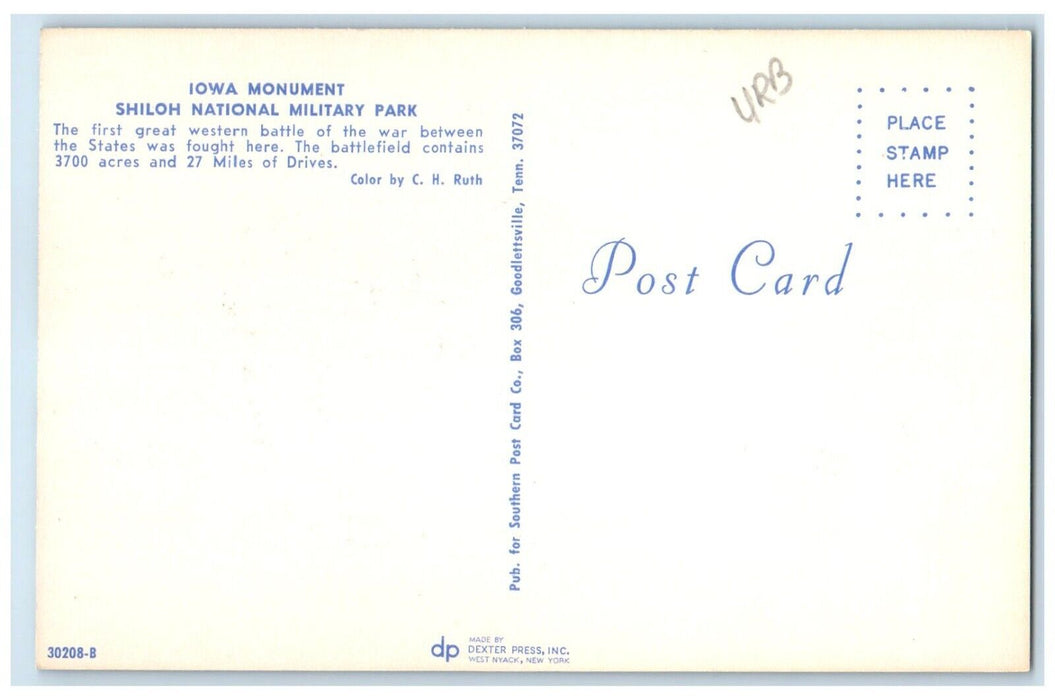 IOWA MONUMENT
SHILOH NATIONAL MILITARY PARK
The first great western battle of the war between
the States was fought here. The battlefield contains
3700 acres and 27 Miles of Drives.
Color by C. H. Ruth
Pub. for Southern Post Card Co., Box 306, Goodlettsville, Tenn. 37072
URB
PLACE
STAMP
HERE
Post Card
30208-B
dp
MADE BY
DEXTER PRESS, INC.
WEST NYACK, NEW YORK